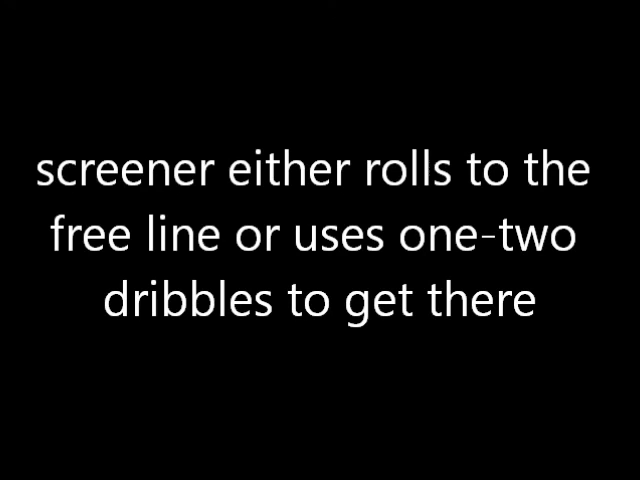 screener either rolls to the
free line or uses one-two
dribbles to get there